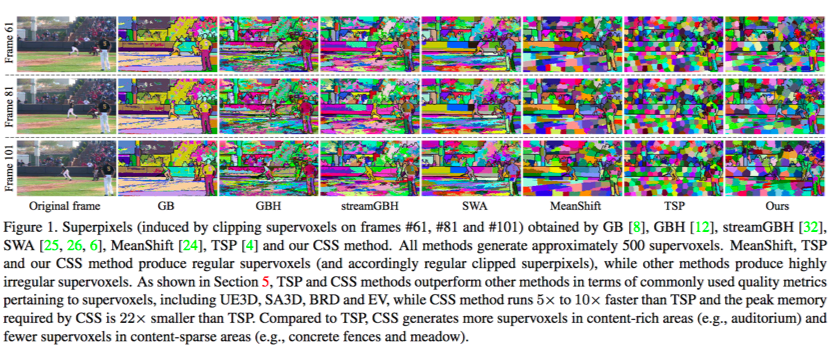 Frame 61
Frame 81
Frame 101
Original frame GB GBH streamGBH SWA MeanShift TSP Ours
Figure 1. Superpixels (induced by clipping supervoxels on frames #61, #81 and #101) obtained by GB [8], GBH [12], streamGBH [32],
SWA [25, 26, 6], MeanShift [24], TSP [4] and our CSS method. All methods generate approximately 500 supervoxels. MeanShift, TSP
and our CSS method produce regular supervoxels (and accordingly regular clipped superpixels), while other methods produce highly
irregular supervoxels. As shown in Section 5, TSP and CSS methods outperform other methods in terms of commonly used quality metrics
pertaining to supervoxels, including UE3D, SA3D, BRD and EV, while CSS method runs 5× to 10× faster than TSP and the peak memory
required by CSS is 22× smaller than TSP. Compared to TSP, CSS generates more supervoxels in content-rich areas (e.g., auditorium) and
fewer supervoxels in content-sparse areas (e.g., concrete fences and meadow).